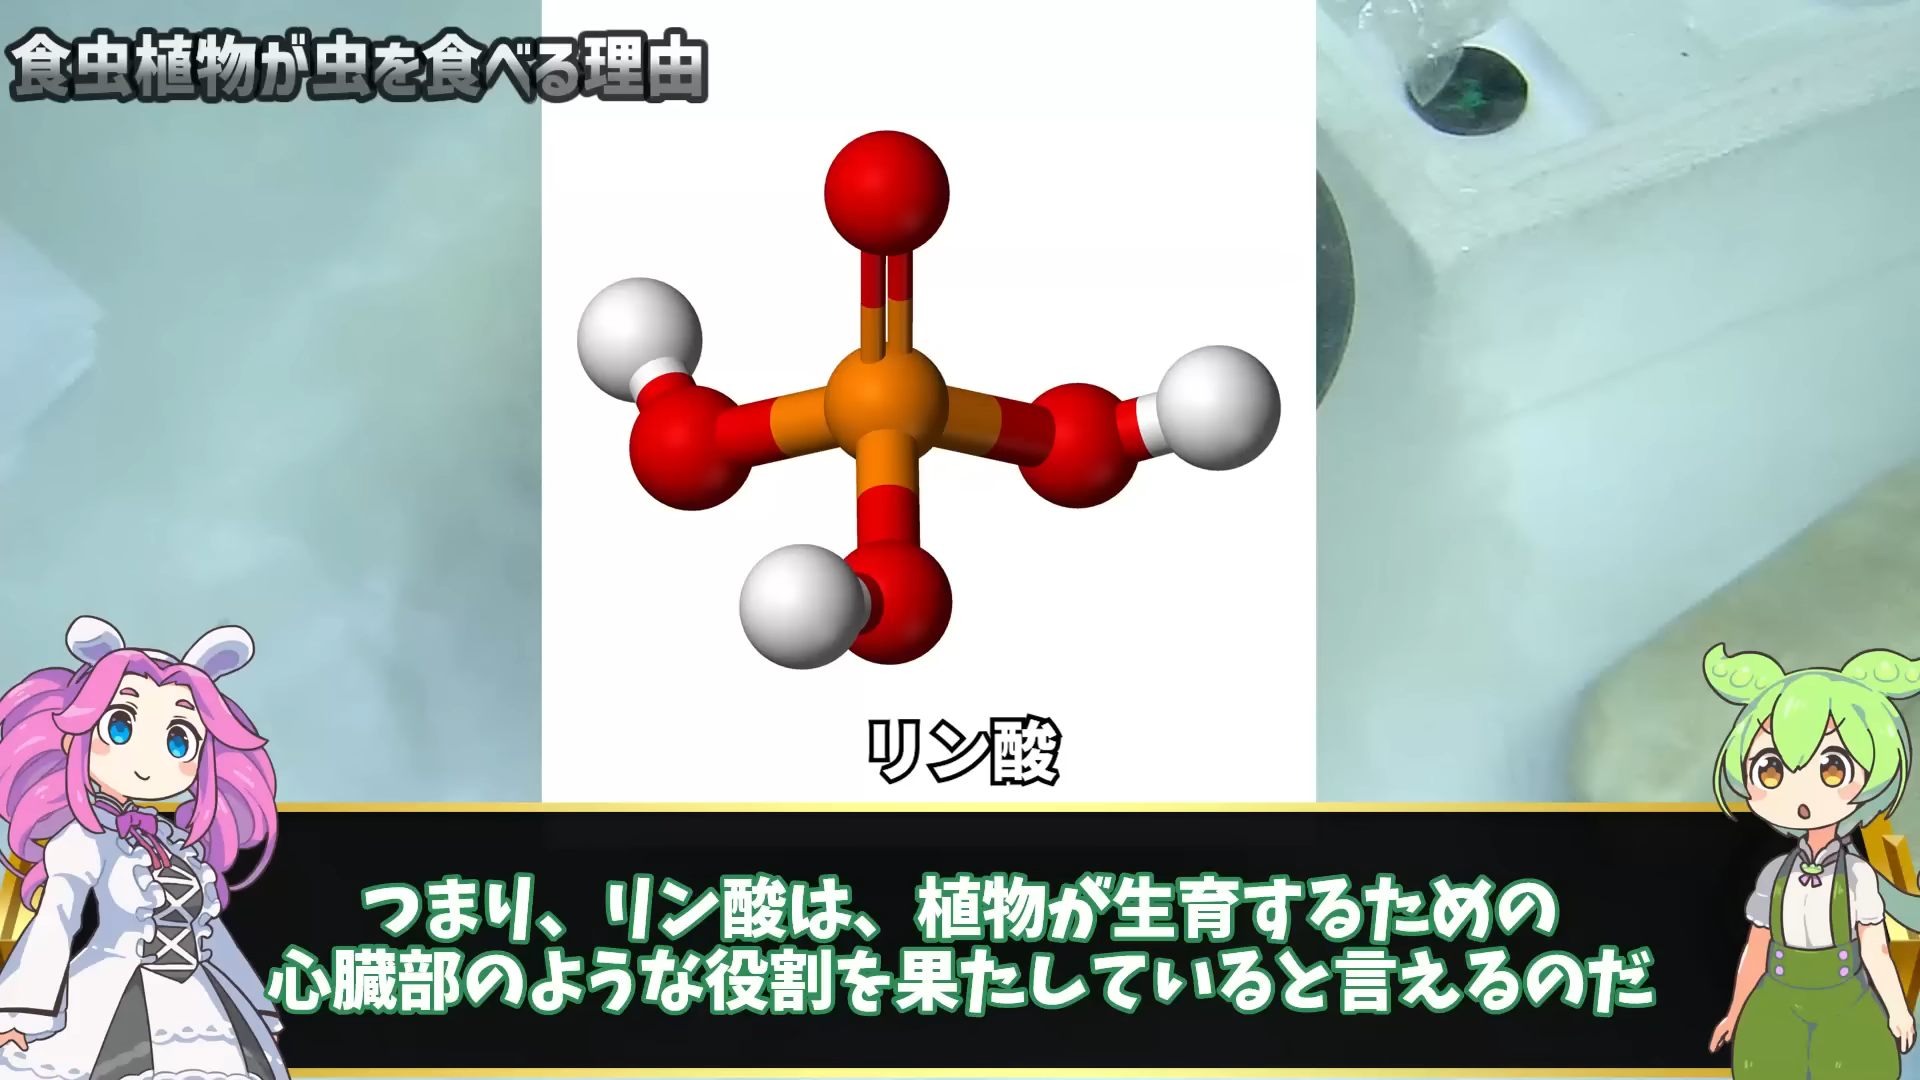 食虫植物が虫を食べる理由
リン酸
つまり、リン酸は、植物が生育するための
心臓部のような役割を果たしていると言えるのだ